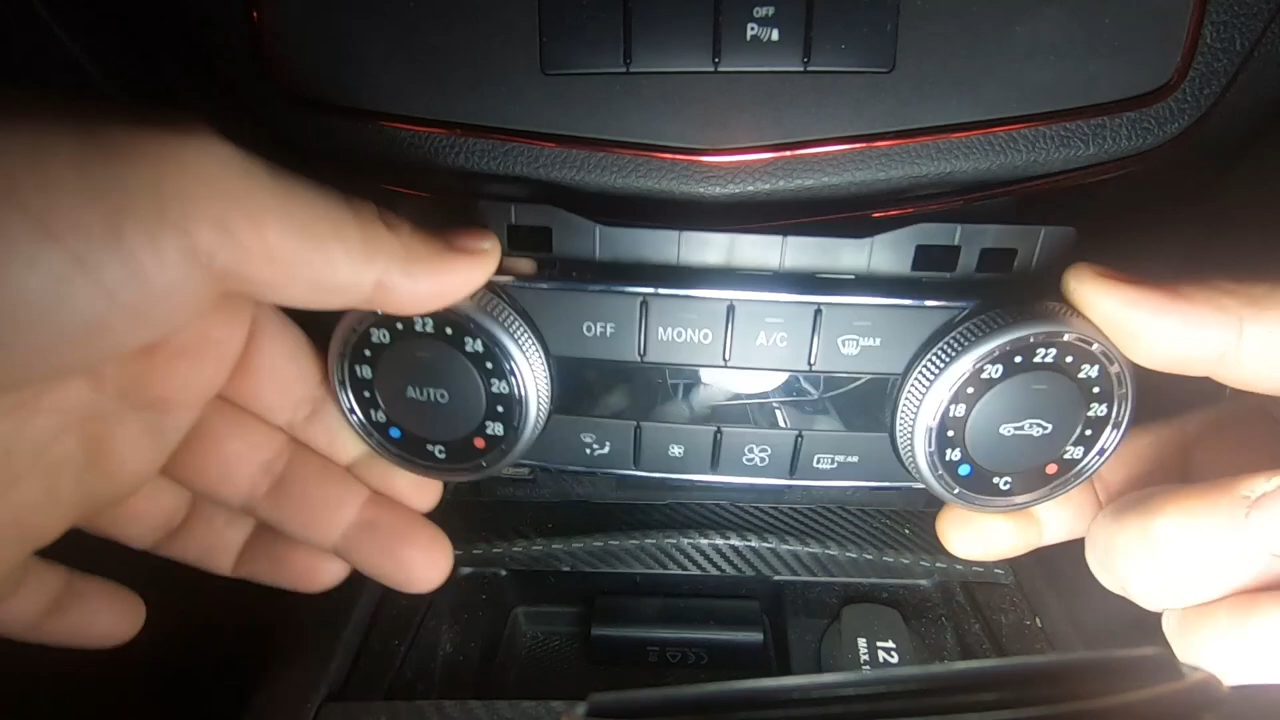 OFF
P
OFF MONO A/C MAX
16 18 20 22 24 26 28
AUTO
°C
16 18 20 22 24 26 28
°C
REAR
12
MAX.
CE